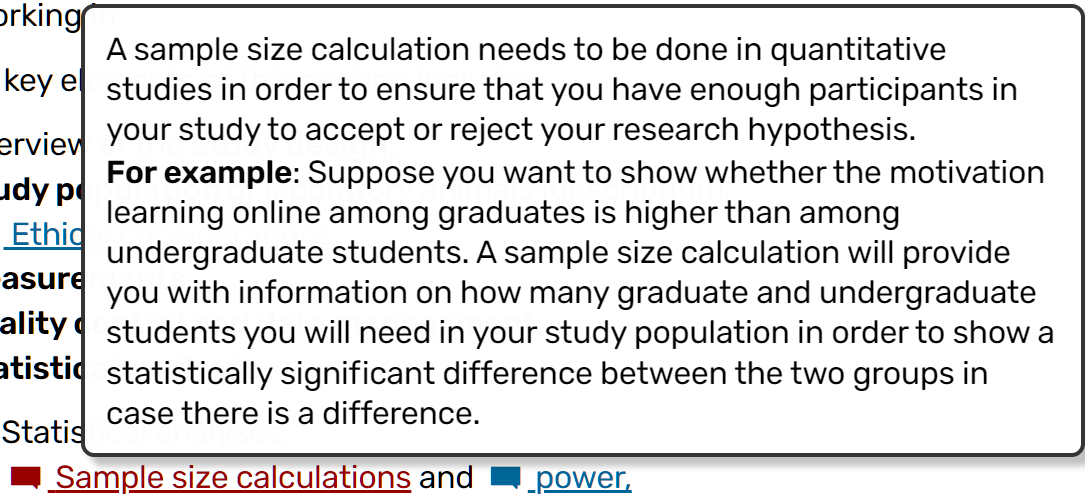 orking in
A sample size calculation needs to be done in quantitative
key el
studies in order to ensure that you have enough participants in
your study to accept or reject your research hypothesis.
erview
For example: Suppose you want to show whether the motivation
udy po
learning online among graduates is higher than among
Ethic
undergraduate students. A sample size calculation will provide
easurements
you with information on how many graduate and undergraduate
ality
students you will need in your study population in order to show a
atistic
statistically significant difference between the two groups in
case there is a difference.
Statistical analyses:
Sample size calculations and power,